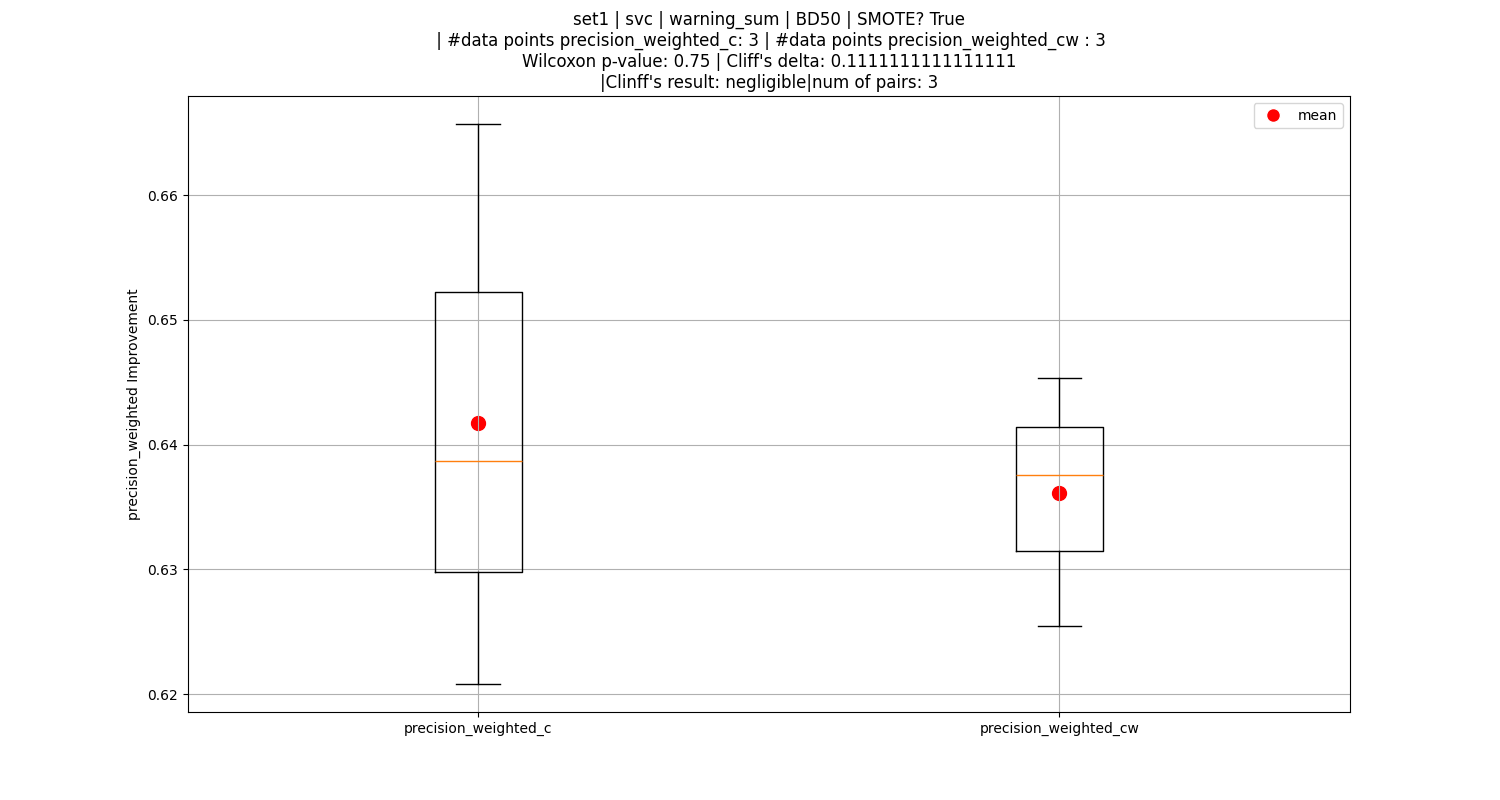 set1 | svc | warning_sum | BD50 | SMOTE? True
| #data points precision_weighted_c: 3 | #data points precision_weighted_cw : 3
Wilcoxon p-value: 0.75 | Cliff's delta: 0.1111111111111111
|Clinff's result: negligible|num of pairs: 3
mean
precision_weighted Improvement
0.66
0.65
0.64
0.63
0.62
precision_weighted_c
precision_weighted_cw